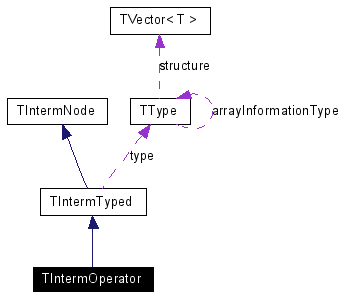 TVector< T >
structure
TIntermNode
TType
arrayInformationType
type
TIntermTyped
TIntermOperator